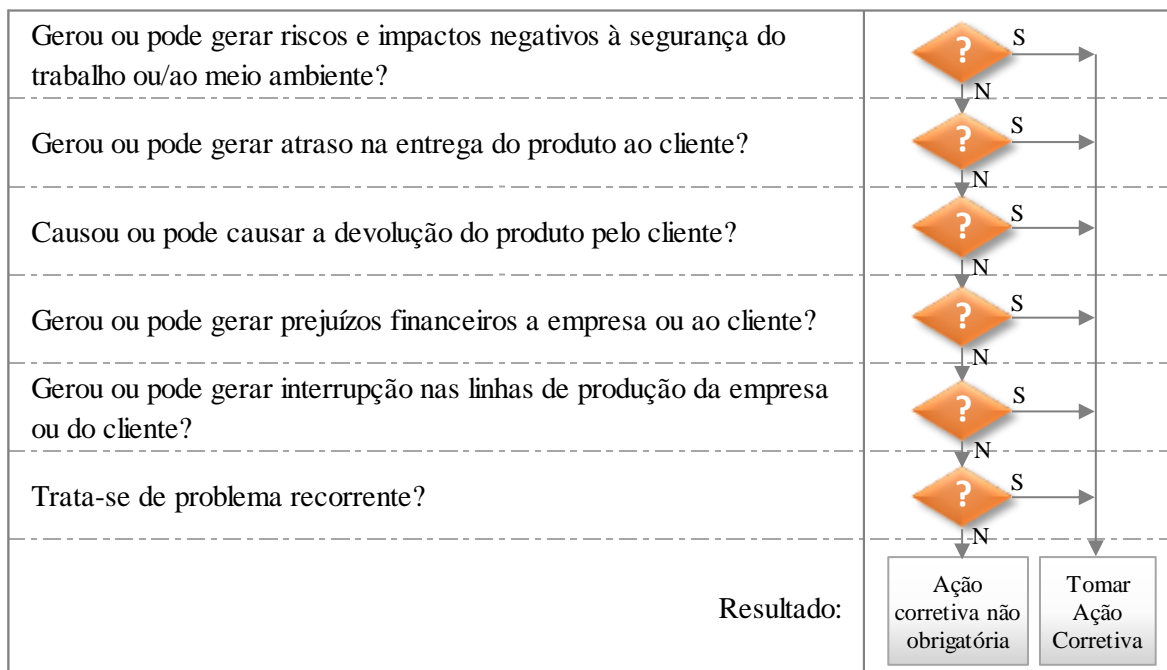 Gerou ou pode gerar riscos e impactos negativos à segurança do
trabalho ou/ao meio ambiente?
?
S
N
Gerou ou pode gerar atraso na entrega do produto ao cliente?
?
S
N
Causou ou pode causar a devolução do produto pelo cliente?
?
S
N
Gerou ou pode gerar prejuízos financeiros a empresa ou ao cliente?
?
S
N
Gerou ou pode gerar interrupção nas linhas de produção da empresa
ou do cliente?
?
S
N
Trata-se de problema recorrente?
?
S
N
Resultado:
Ação
corretiva não
obrigatória
Tomar
Ação
Corretiva